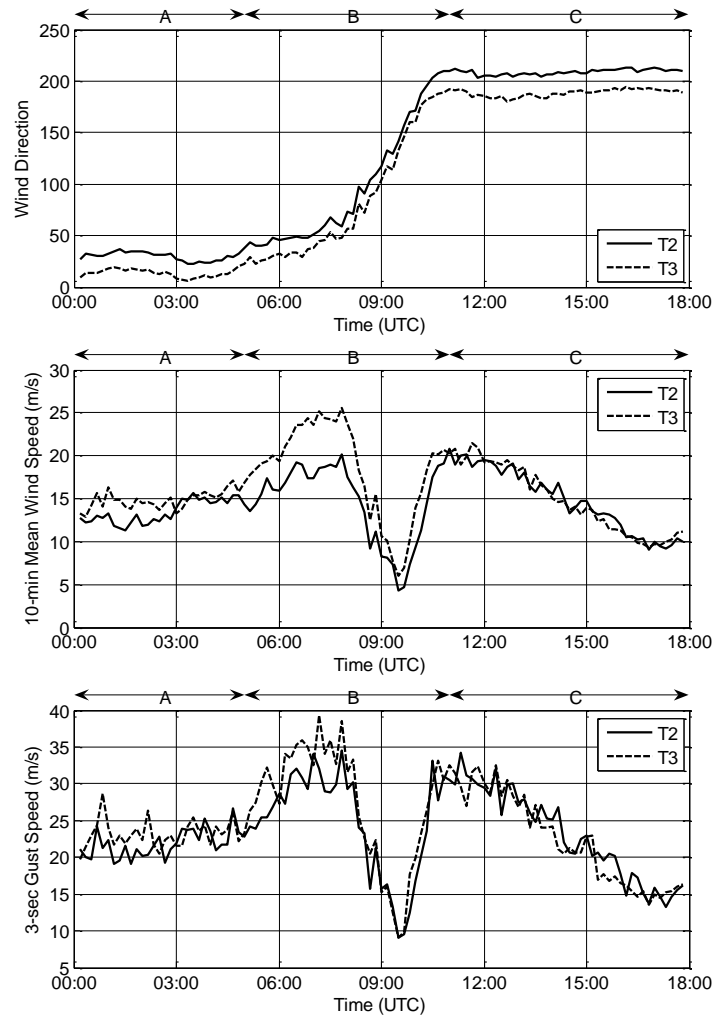 A B C
250
200
150
100
50
0
Wind Direction
T2
T3
00:00 03:00 06:00 09:00 12:00 15:00 18:00
Time (UTC)
A B C
30
25
20
15
10
5
0
10-min Mean Wind Speed (m/s)
T2
T3
00:00 03:00 06:00 09:00 12:00 15:00 18:00
Time (UTC)
A B C
40
35
30
25
20
15
10
5
3-sec Gust Speed (m/s)
T2
T3
00:00 03:00 06:00 09:00 12:00 15:00 18:00
Time (UTC)